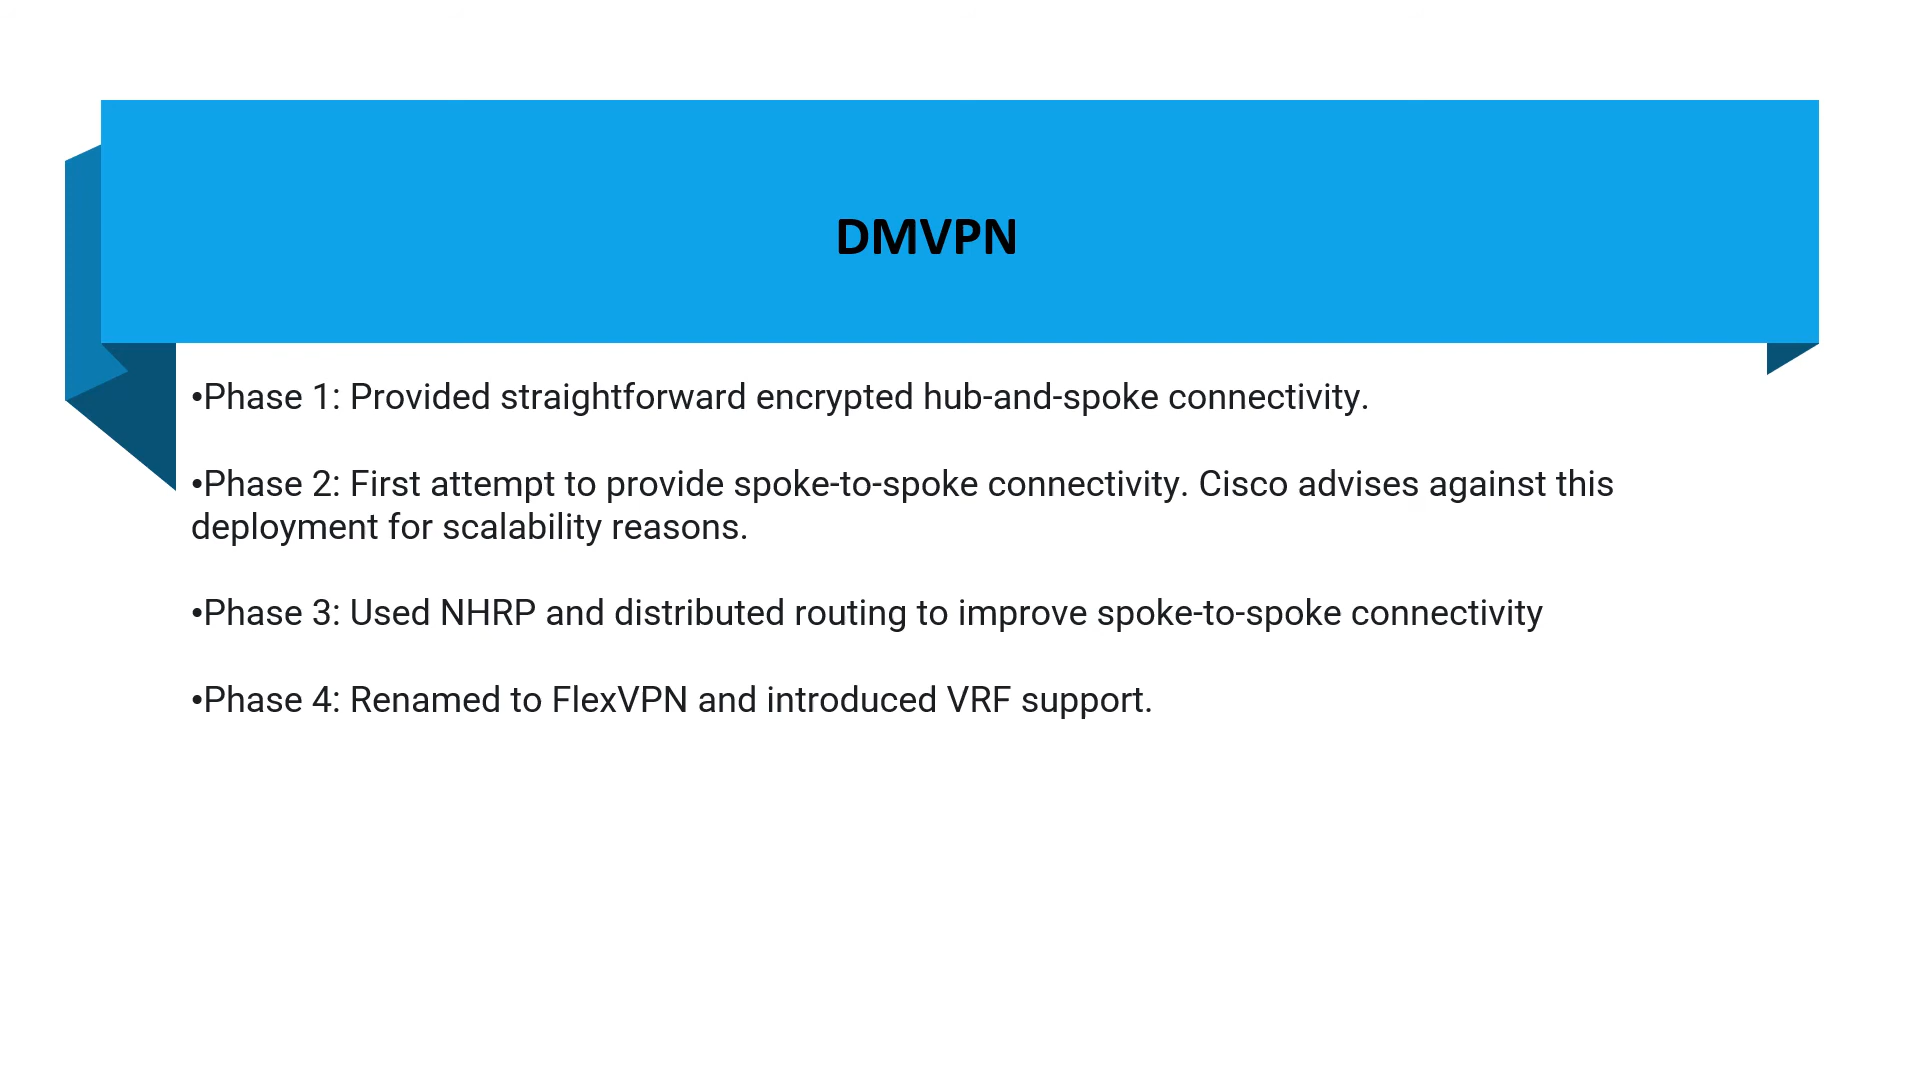 DMVPN
•Phase 1: Provided straightforward encrypted hub-and-spoke connectivity.
•Phase 2: First attempt to provide spoke-to-spoke connectivity. Cisco advises against this
deployment for scalability reasons.
•Phase 3: Used NHRP and distributed routing to improve spoke-to-spoke connectivity
•Phase 4: Renamed to FlexVPN and introduced VRF support.